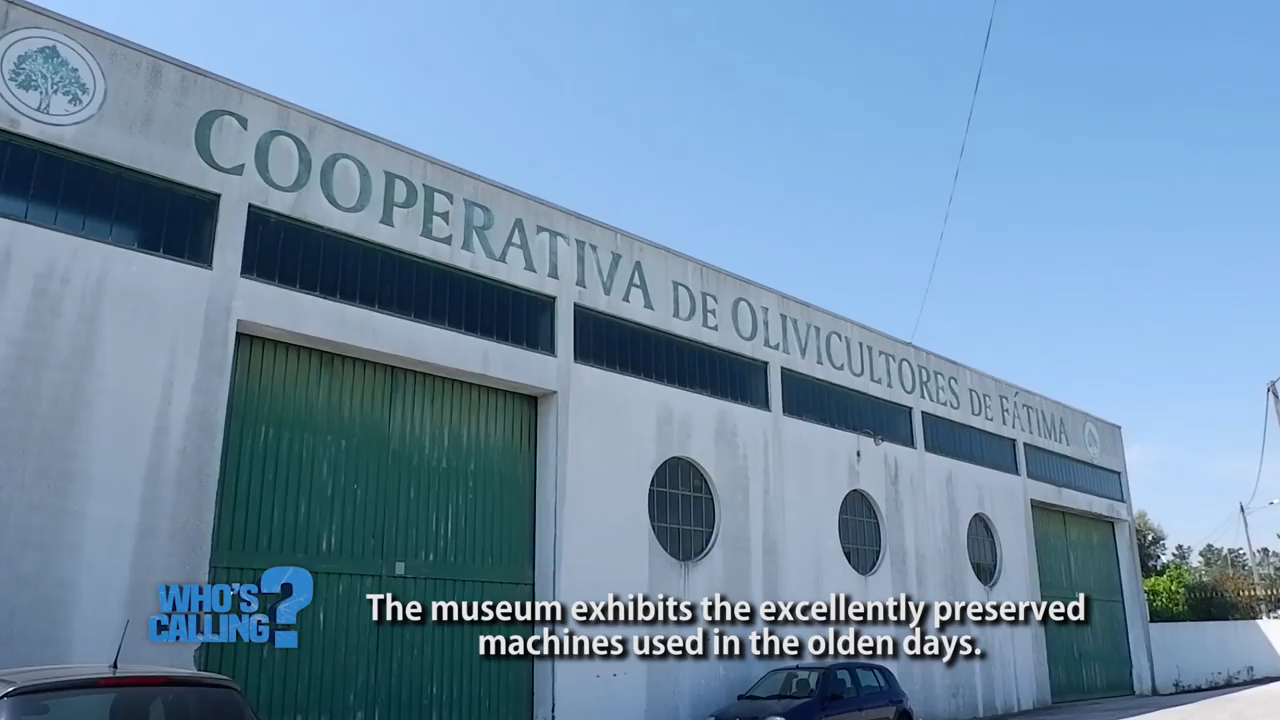 COOPERATIVA DE OLIVICULTORES DE FÁTIMA
WHO'S
CALLING?
The museum exhibits the excellently preserved
machines used in the olden days.